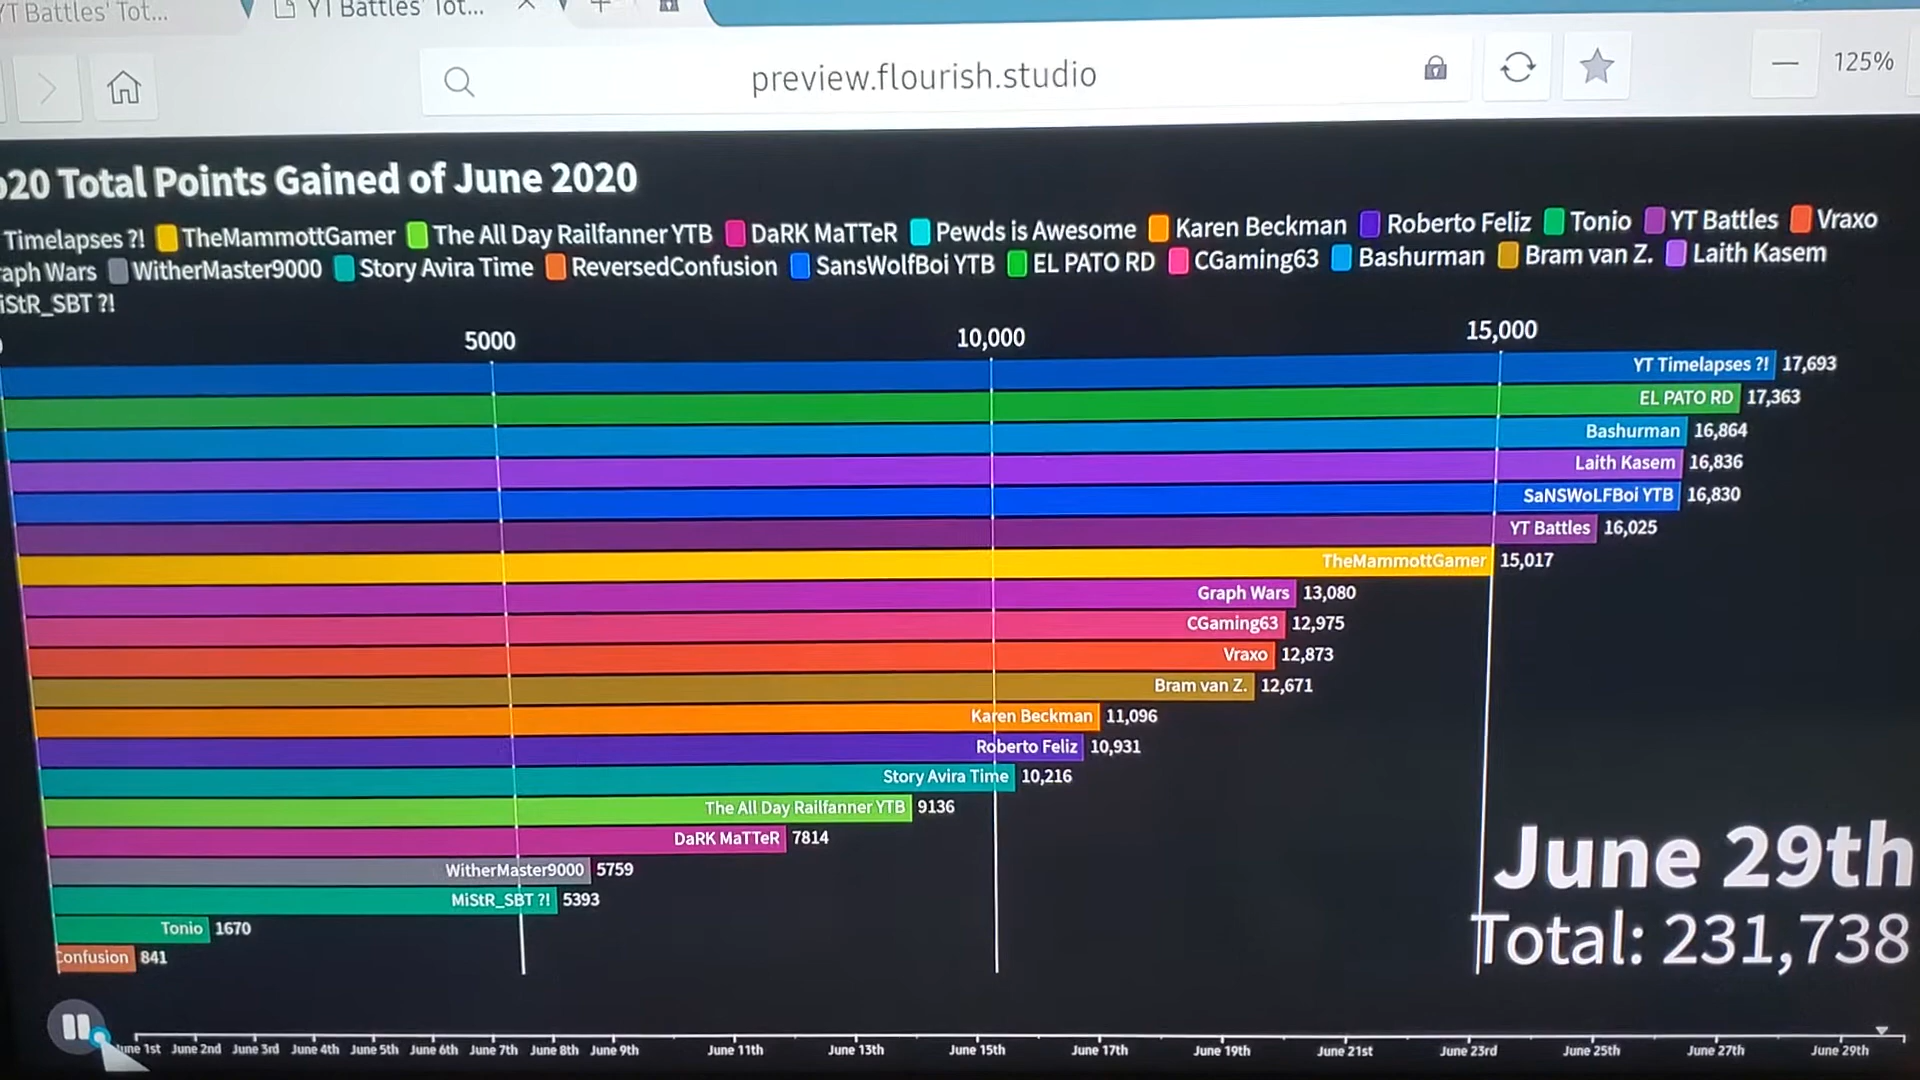 YT Battles' Tot...
YT Battles' Tot...
preview.flourish.studio
125%
p20 Total Points Gained of June 2020
Timelapses ?! TheMammottGamer The All Day Railfanner YTB DaRK MaTTeR Pewds is Awesome Karen Beckman Roberto Feliz Tonio YT Battles Vraxo
aph Wars WitherMaster9000 Story Avira Time ReversedConfusion SansWolfBoi YTB EL PATO RD CGaming63 Bashurman Bram van Z. Laith Kasem
iStR_SBT ?!
5000 10,000 15,000
YT Timelapses ?! 17,693
EL PATO RD 17,363
Bashurman 16,864
Laith Kasem 16,836
SaNSWoLFBoi YTB 16,830
YT Battles 16,025
TheMammottGamer 15,017
Graph Wars 13,080
CGaming63 12,975
Vraxo 12,873
Bram van Z. 12,671
Karen Beckman 11,096
Roberto Feliz 10,931
Story Avira Time 10,216
The All Day Railfanner YTB 9136
DaRK MaTTeR 7814
WitherMaster9000 5759
MiStR_SBT ?! 5393
Tonio 1670
Confusion 841
June 29th
Total: 231,738
June 1st June 2nd June 3rd June 4th June 5th June 6th June 7th June 8th June 9th June 11th June 13th June 15th June 17th June 19th June 21st June 23rd June 25th June 27th June 29th